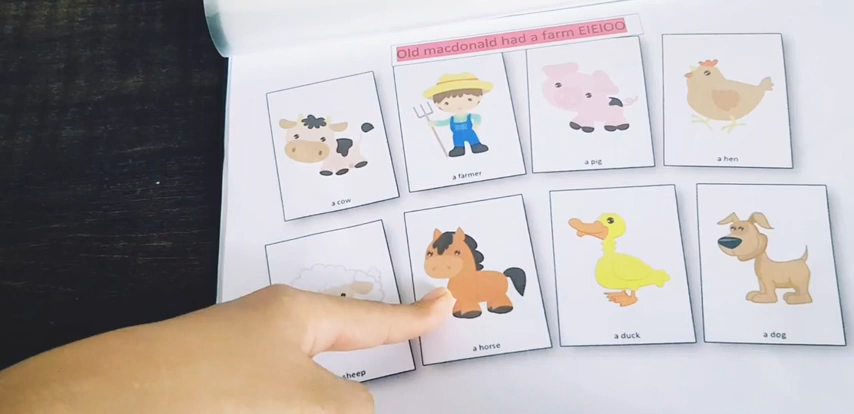 Old macdonald had a farm EIEIOO
a cow
a farmer
a pig
a hen
sheep
a horse
a duck
a dog